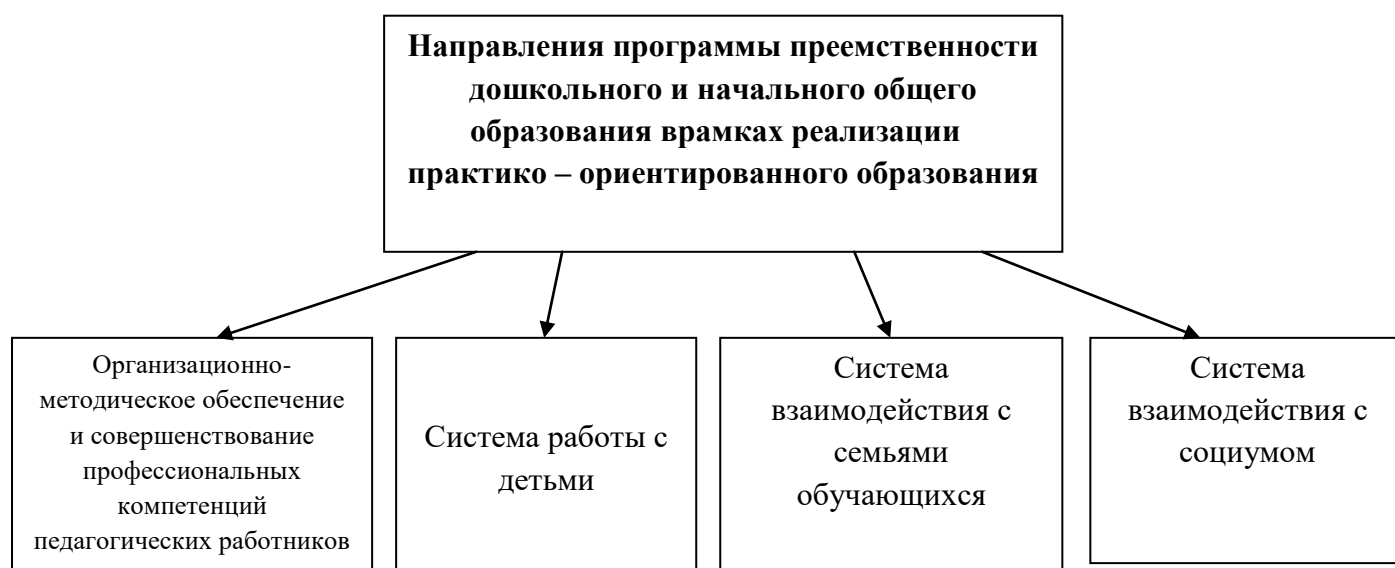 Направления программы преемственности
дошкольного и начального общего
образования врамках реализации
практико – ориентированного образования
Организационно-
методическое обеспечение
и совершенствование
профессиональных
компетенций
педагогических работников
Система работы с
детьми
Система
взаимодействия с
семьями
обучающихся
Система
взаимодействия с
социумом